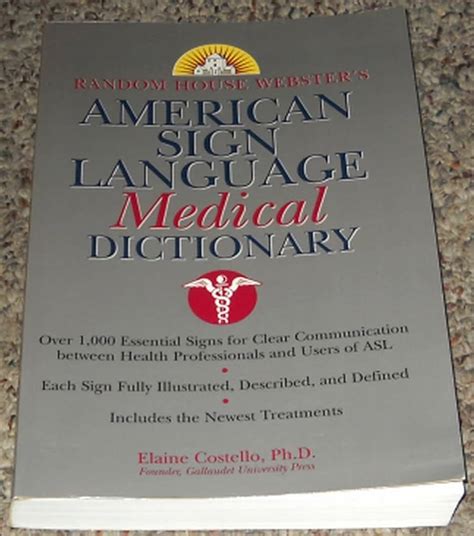 RANDOM HOUSE WEBSTER'S
AMERICAN
SIGN
LANGUAGE
Medical
DICTIONARY
Over 1,000 Essential Signs for Clear Communication
between Health Professionals and Users of ASL
•
Each Sign Fully Illustrated, Described, and Defined
•
Includes the Newest Treatments
Elaine Costello, Ph.D.
Founder, Gallaudet University Press